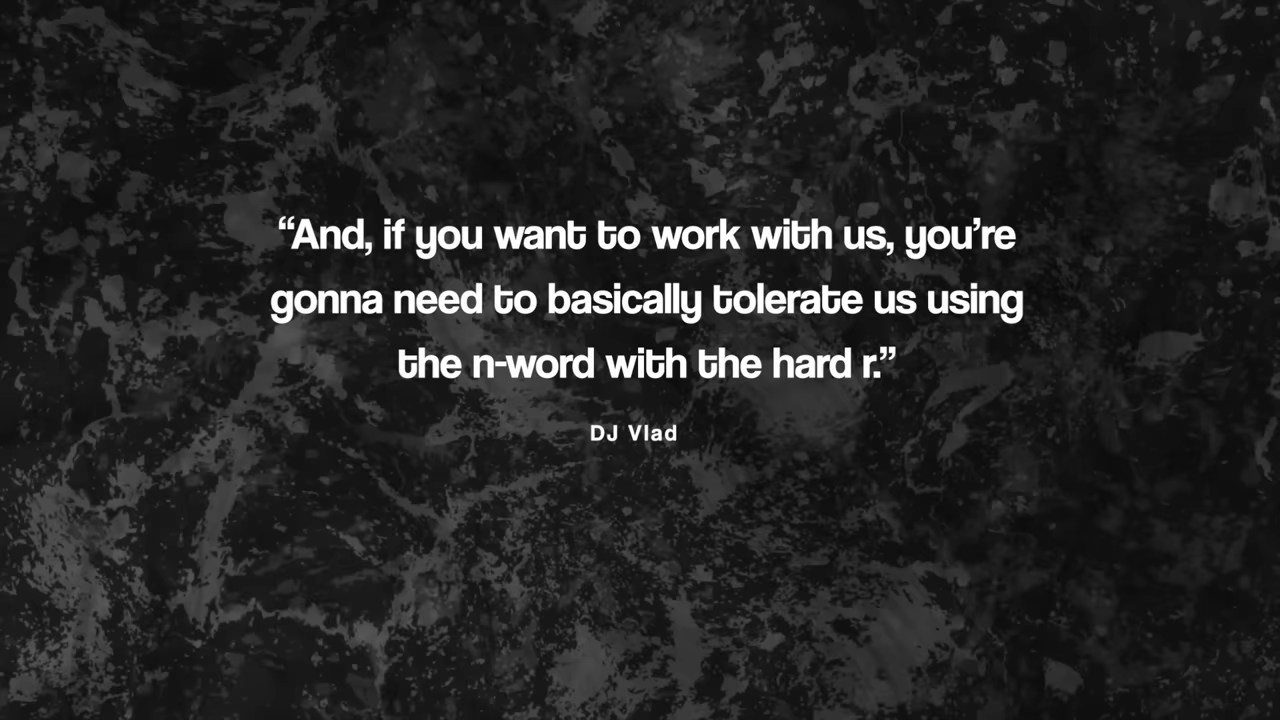 “And, if you want to work with us, you’re
gonna need to basically tolerate us using
the n-word with the hard r.”
DJ Vlad